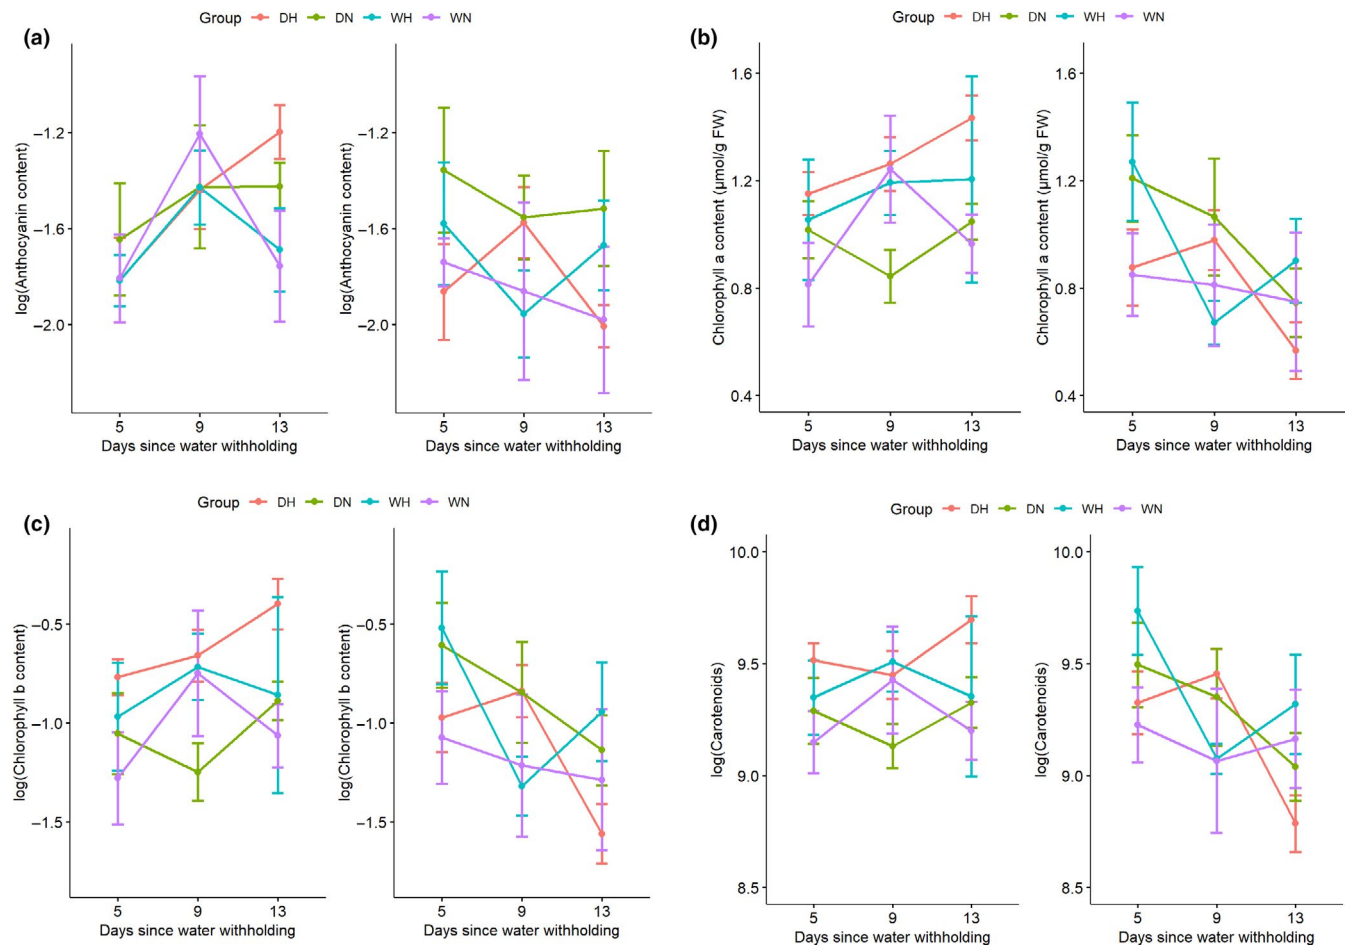 Group DH DN WH WN
(a)
log(Anthocyanin content)
−1.2
−1.6
−2.0
5 9 13
Days since water withholding
log(Anthocyanin content)
−1.2
−1.6
−2.0
5 9 13
Days since water withholding
Group DH DN WH WN
(b)
Chlorophyll a content (μmol/g FW)
1.6
1.2
0.8
0.4
5 9 13
Days since water withholding
Chlorophyll a content (μmol/g FW)
1.6
1.2
0.8
0.4
5 9 13
Days since water withholding
Group DH DN WH WN
(c)
log(Chlorophyll b content)
−0.5
−1.0
−1.5
5 9 13
Days since water withholding
log(Chlorophyll b content)
−0.5
−1.0
−1.5
5 9 13
Days since water withholding
Group DH DN WH WN
(d)
log(Carotenoids)
10.0
9.5
9.0
8.5
5 9 13
Days since water withholding
log(Carotenoids)
10.0
9.5
9.0
8.5
5 9 13
Days since water withholding